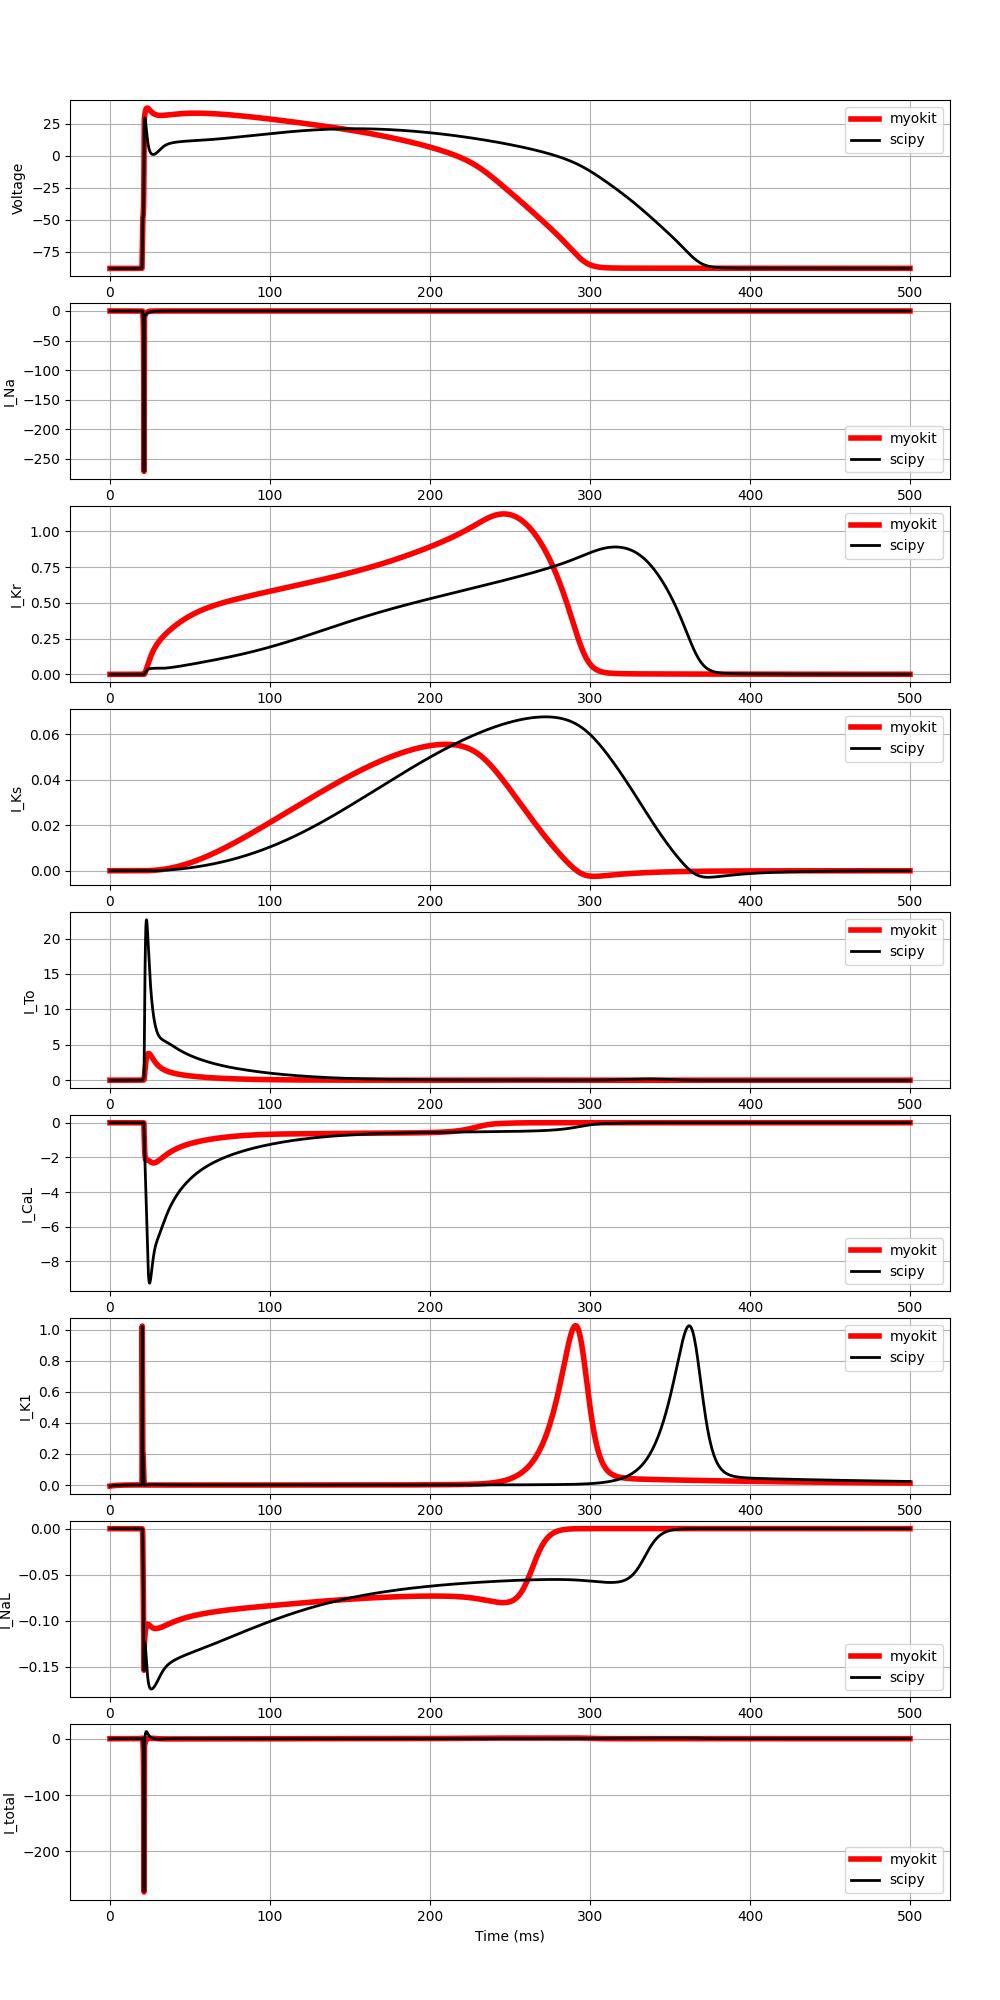 25
0
−25
−50
−75
Voltage
myokit
scipy
0 100 200 300 400 500
0
−50
−100
−150
−200
−250
I_Na
myokit
scipy
0 100 200 300 400 500
1.00
0.75
0.50
0.25
0.00
I_Kr
myokit
scipy
0 100 200 300 400 500
0.06
0.04
0.02
0.00
I_Ks
myokit
scipy
0 100 200 300 400 500
20
15
10
5
0
I_To
myokit
scipy
0 100 200 300 400 500
0
−2
−4
−6
−8
I_CaL
myokit
scipy
0 100 200 300 400 500
1.0
0.8
0.6
0.4
0.2
0.0
I_K1
myokit
scipy
0 100 200 300 400 500
0.00
−0.05
−0.10
−0.15
I_NaL
myokit
scipy
0 100 200 300 400 500
0
−100
−200
I_total
myokit
scipy
0 100 200 300 400 500
Time (ms)